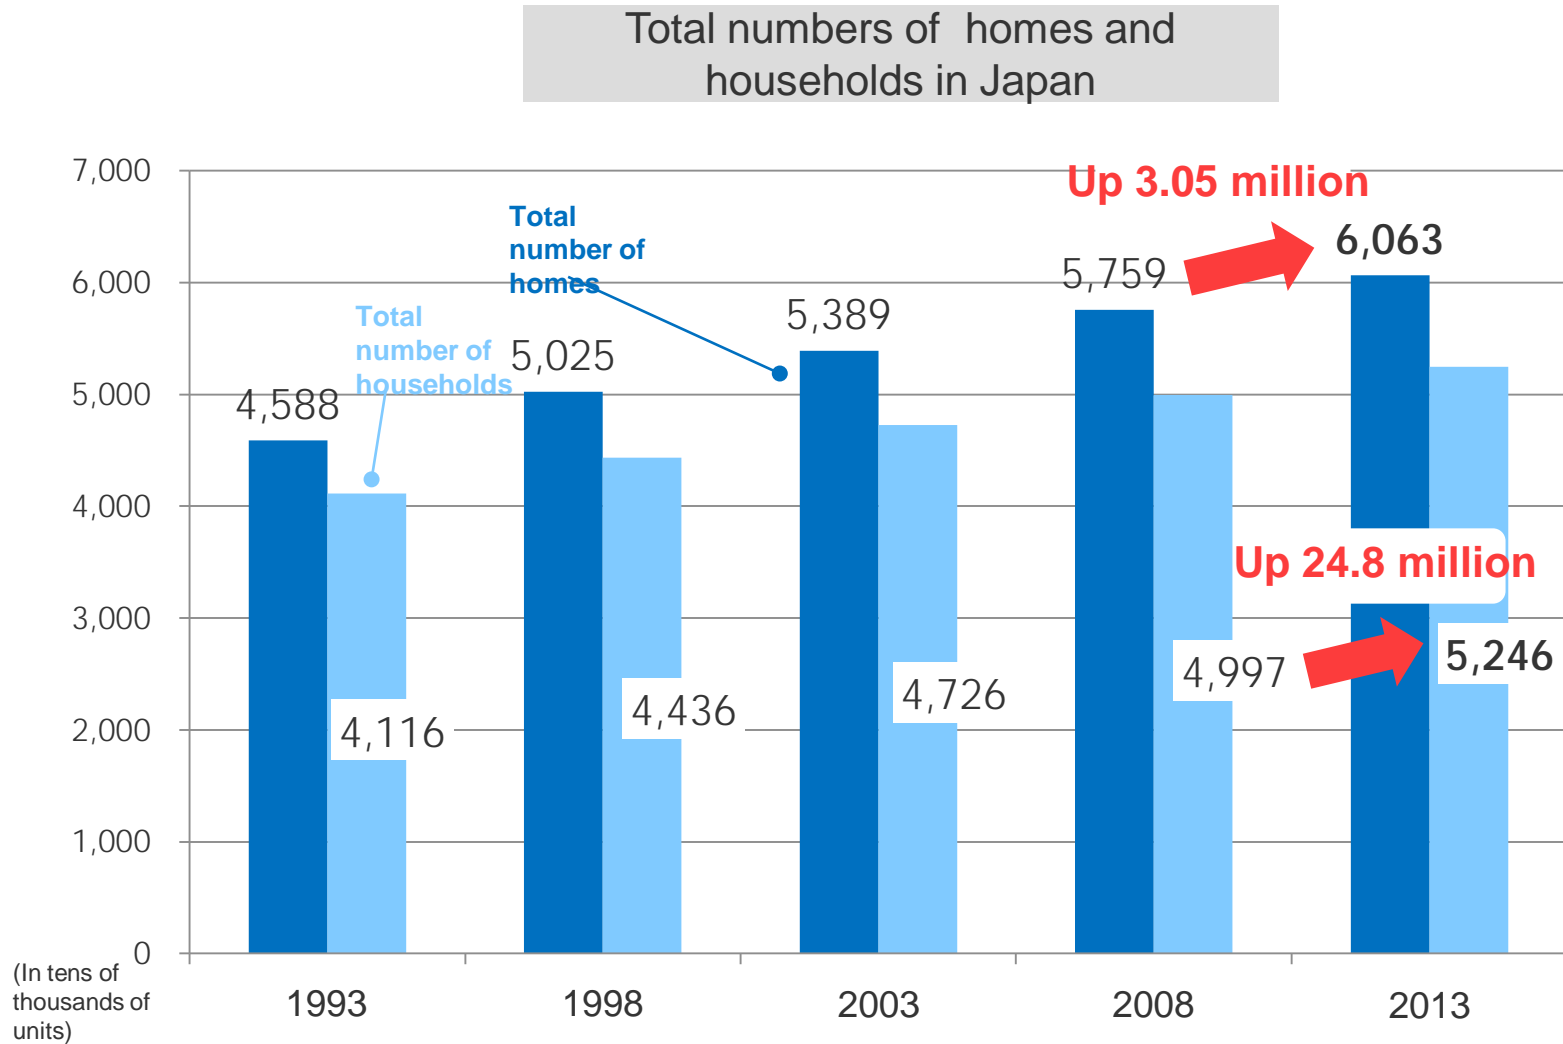 Total numbers of homes and
households in Japan
7,000
6,000
5,000
4,000
3,000
2,000
1,000
0
(In tens of
thousands of
units)
Total
number of
homes
Total
number of
households
Up 3.05 million
Up 24.8 million
4,588
5,025
5,389
5,759
6,063
4,116
4,436
4,726
4,997
5,246
1993
1998
2003
2008
2013